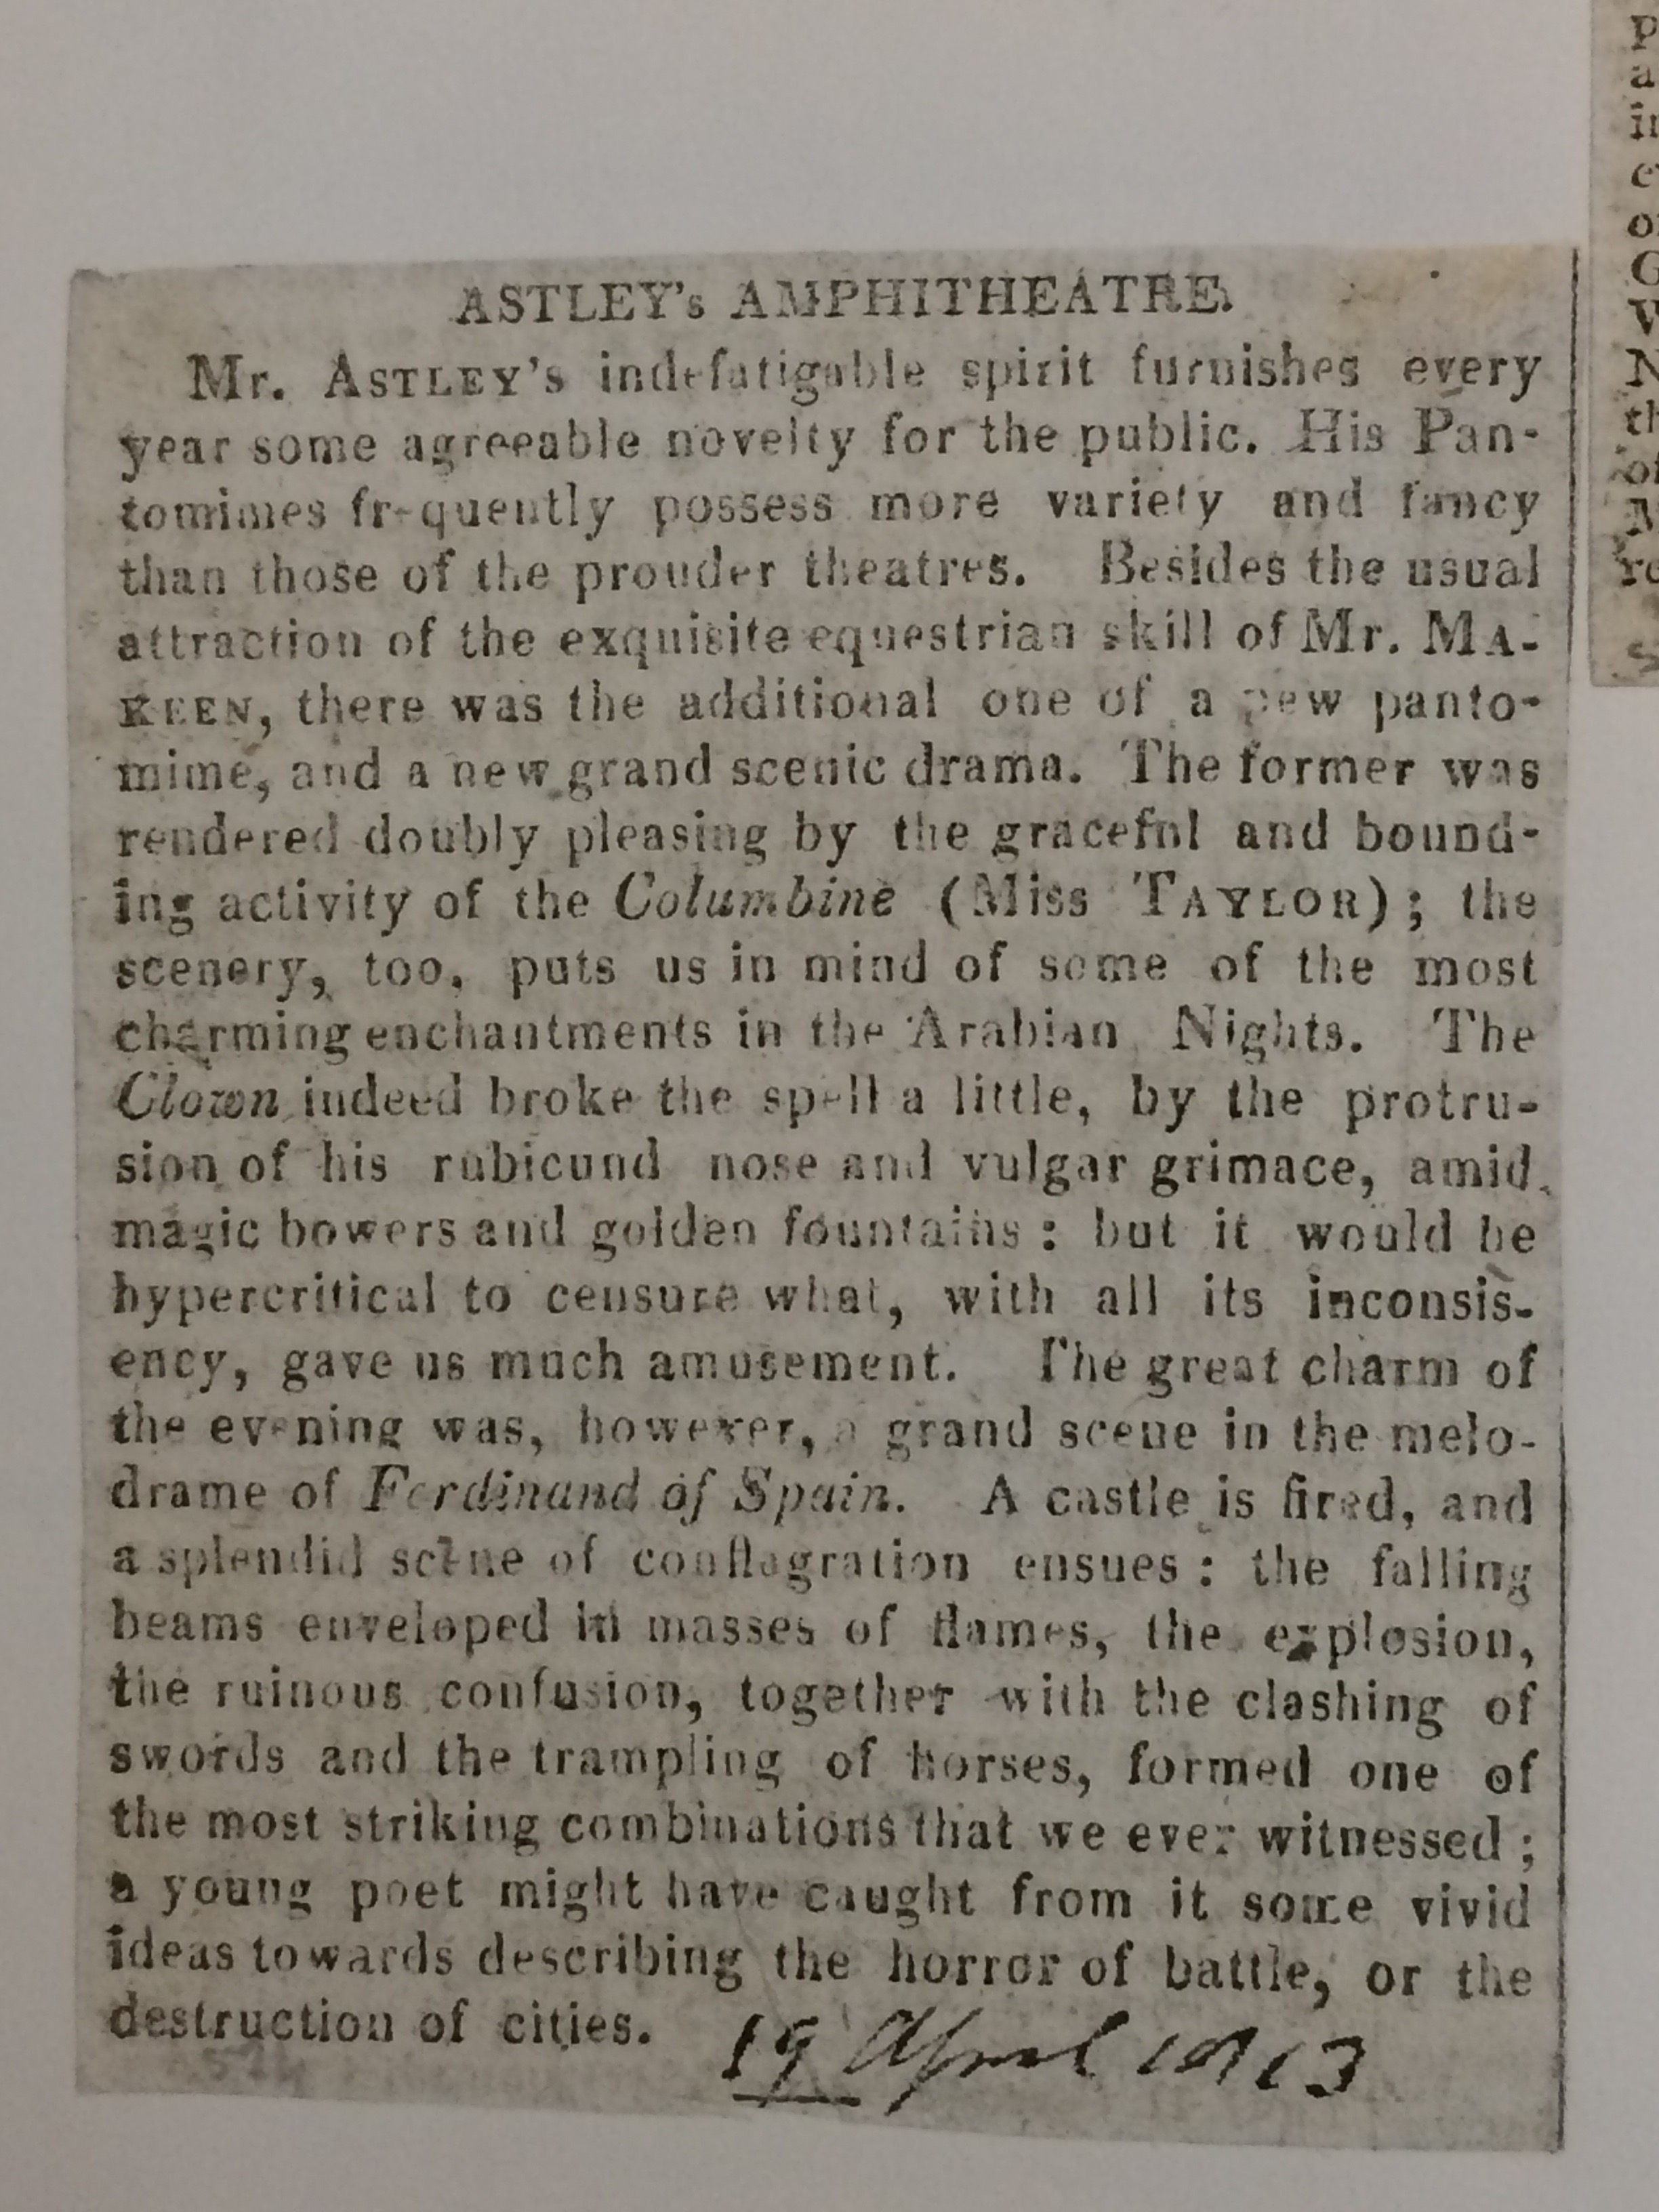 ASTLEY's AMPHITHEATRE.
Mr. ASTLEY's indefatigable spirit furnishes every
year some agreeable novelty for the public. His Pan-
tomimes frequently possess more variety and fancy
than those of the prouder theatres. Besides the usual
attraction of the exquisite equestrian skill of Mr. MA-
KEEN, there was the additional one of a new panto-
mime, and a new grand scenic drama. The former was
rendered doubly pleasing by the graceful and bound-
ing activity of the Columbine (Miss TAYLOR); the
scenery, too, puts us in mind of some of the most
charming enchantments in the Arabian Nights. The
Clown indeed broke the spell a little, by the protru-
sion of his rubicund nose and vulgar grimace, amid
magic bowers and golden fountains: but it would be
hypercritical to censure what, with all its inconsis-
ency, gave us much amusement. The great charm of
the evening was, however, a grand scene in the melo-
drame of Ferdinand of Spain. A castle is fired, and
a splendid scene of conflagration ensues: the falling
beams enveloped in masses of flames, the explosion,
the ruinous confusion, together with the clashing of
swords and the trampling of horses, formed one of
the most striking combinations that we ever witnessed;
a young poet might have caught from it some vivid
ideas towards describing the horror of battle, or the
destruction of cities.
19 April 1813